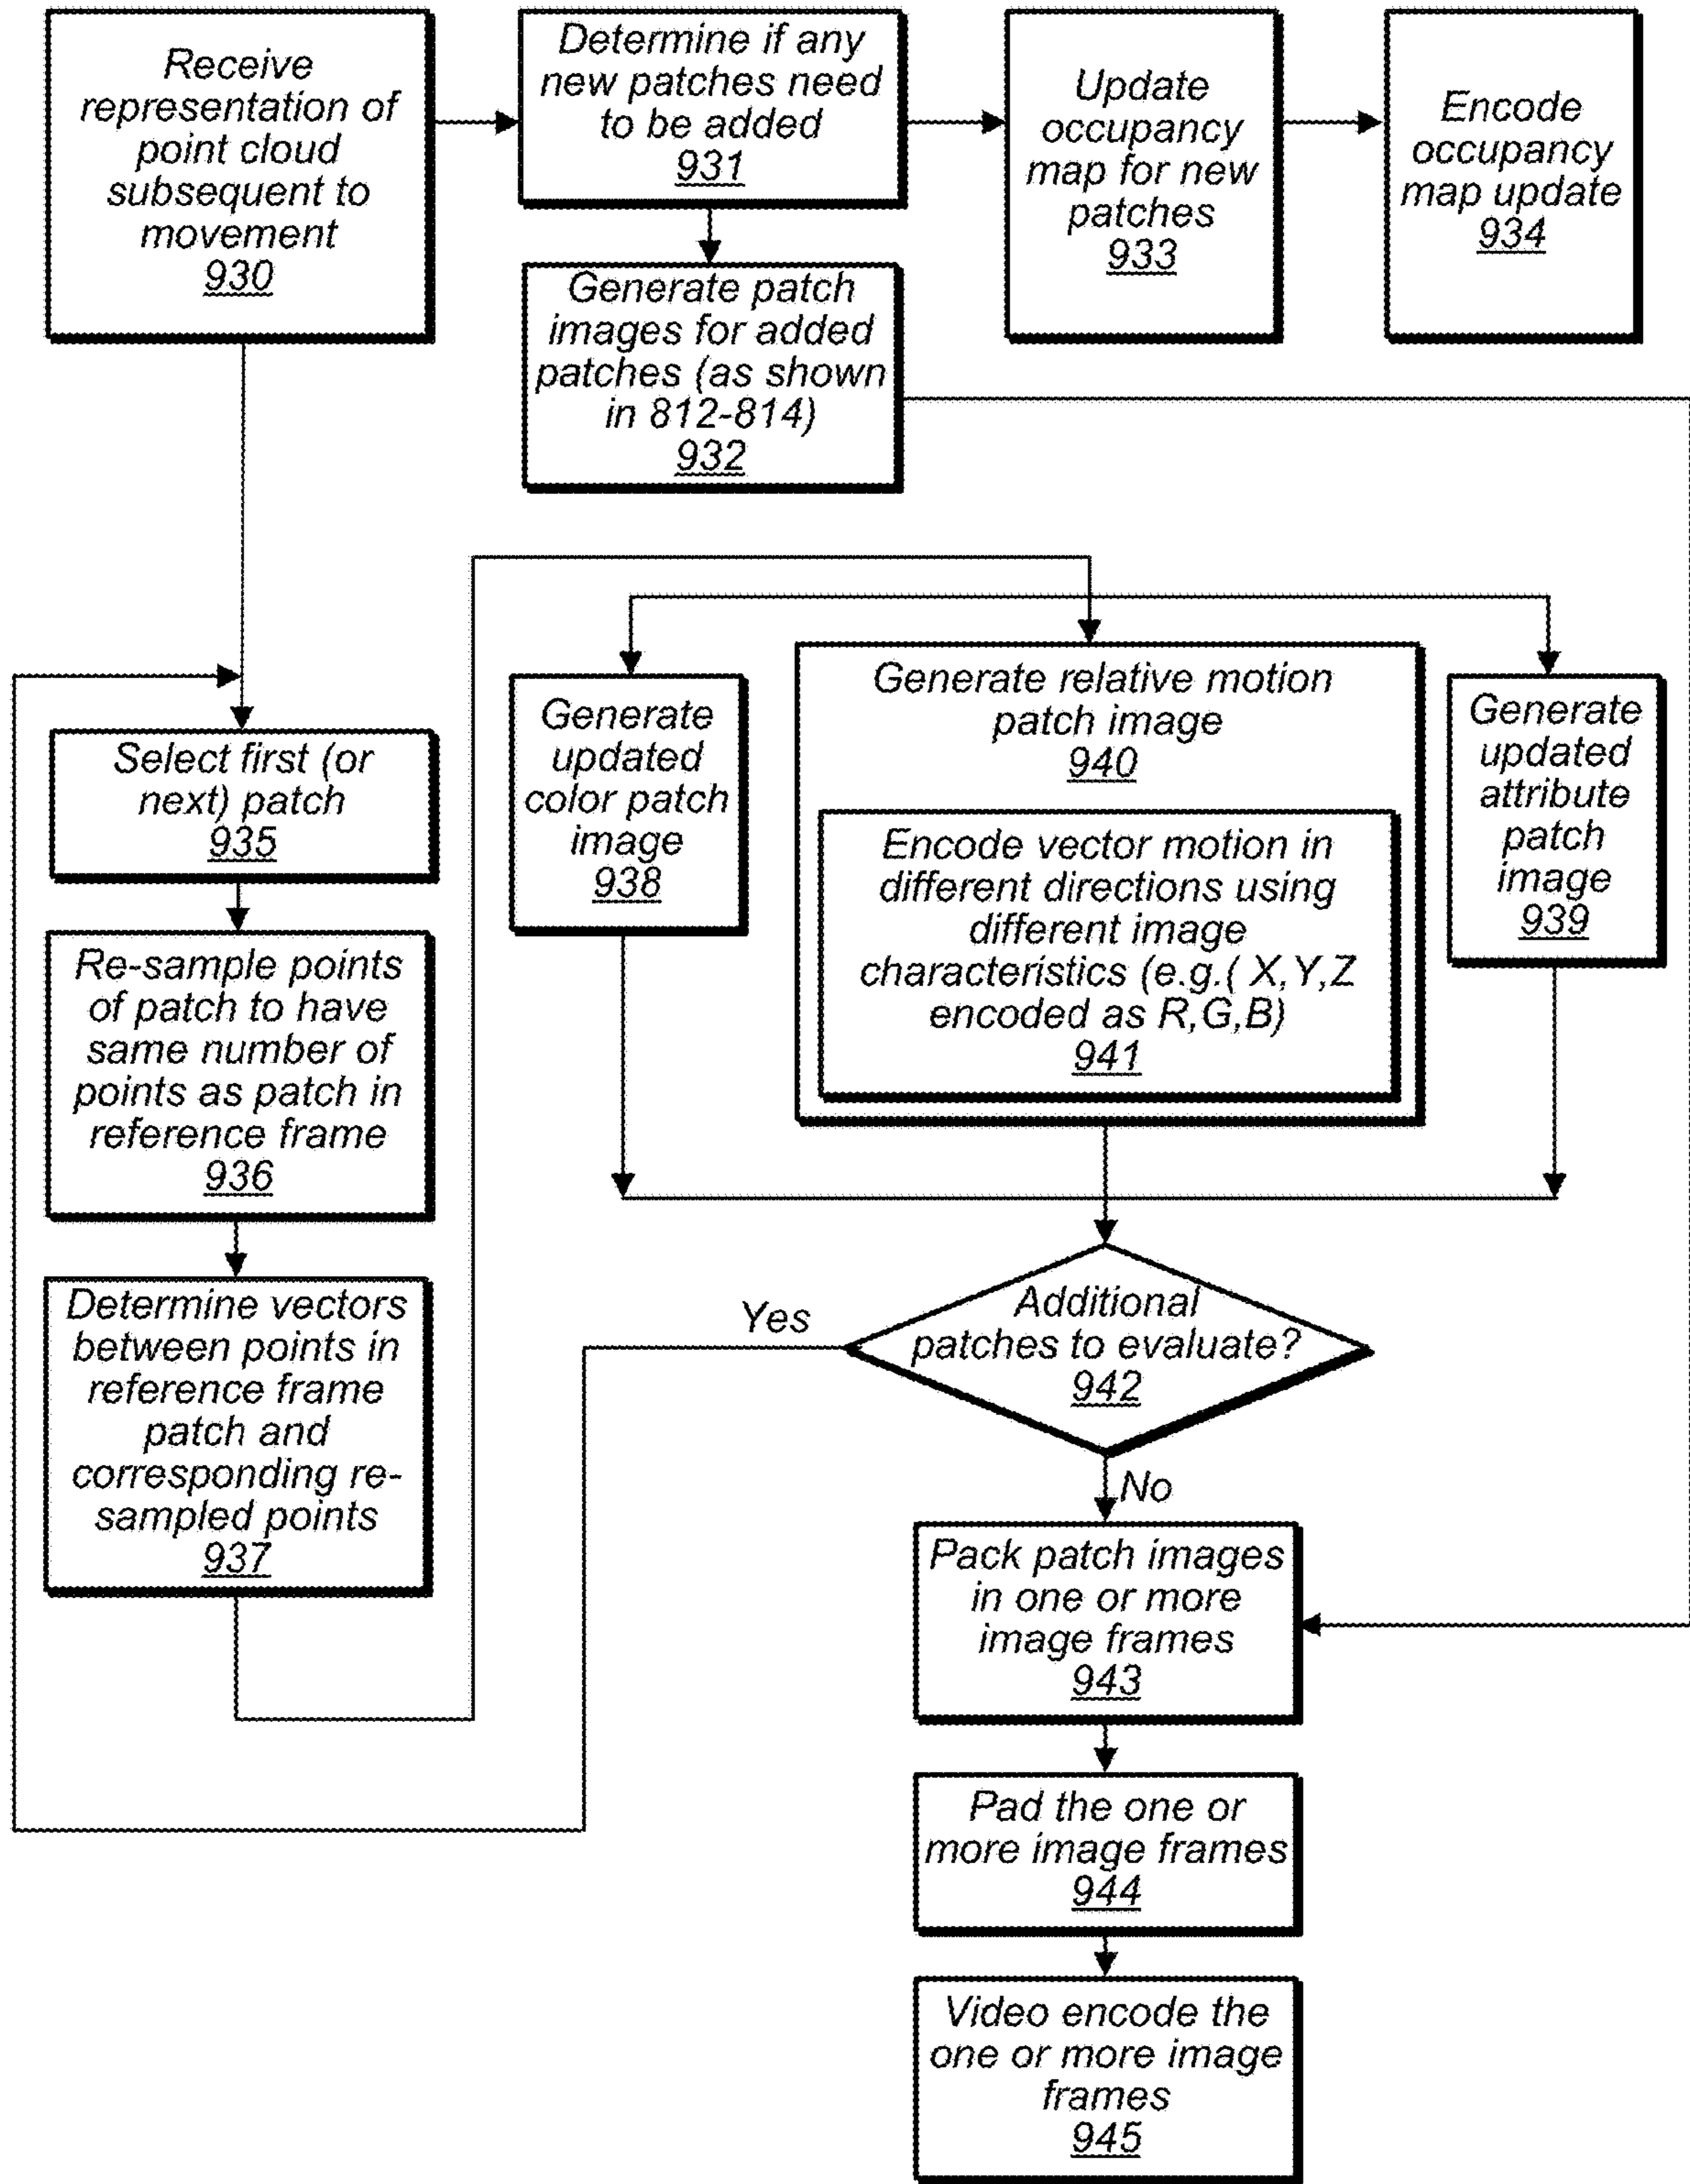 Receive
representation of
point cloud
subsequent to
movement
930
Determine if any
new patches need
to be added
931
Update
occupancy
map for new
patches
933
Encode
occupancy
map update
934
Generate patch
images for added
patches (as shown
in 812-814)
932
Select first (or
next) patch
935
Re-sample points
of patch to have
same number of
points as patch in
reference frame
936
Determine vectors
between points in
reference frame
patch and
corresponding re-
sampled points
937
Generate
updated
color patch
image
938
Generate relative motion
patch image
940
Encode vector motion in
different directions using
different image
characteristics (e.g.( X,Y,Z
encoded as R,G,B)
941
Generate
updated
attribute
patch
image
939
Additional
patches to evaluate?
942
Yes
No
Pack patch images
in one or more
image frames
943
Pad the one or
more image frames
944
Video encode the
one or more image
frames
945